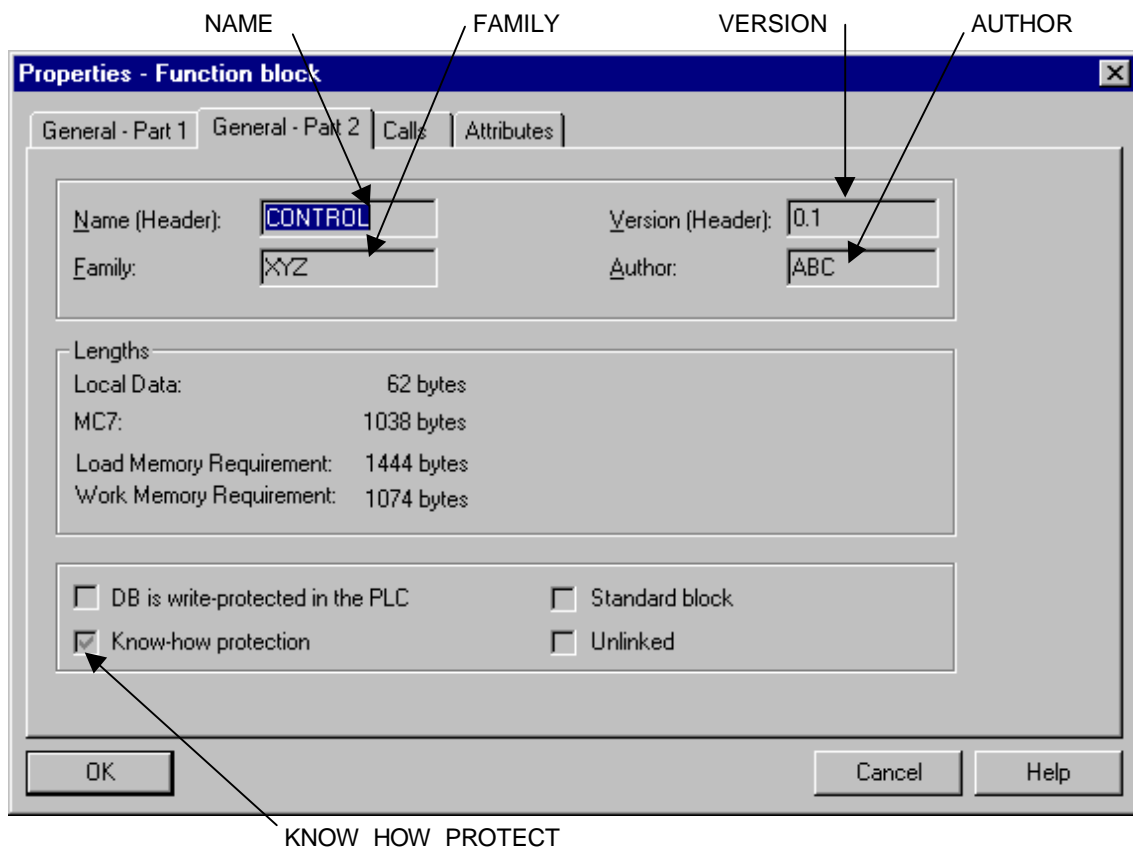 NAME FAMILY VERSION AUTHOR
Properties - Function block
General - Part 1 General - Part 2 Calls Attributes
Name (Header): CONTROL Version (Header): 0.1
Family: XYZ Author: ABC
Lengths
Local Data: 62 bytes
MC7: 1038 bytes
Load Memory Requirement: 1444 bytes
Work Memory Requirement: 1074 bytes
DB is write-protected in the PLC Standard block
Know-how protection Unlinked
OK Cancel Help
KNOW HOW PROTECT